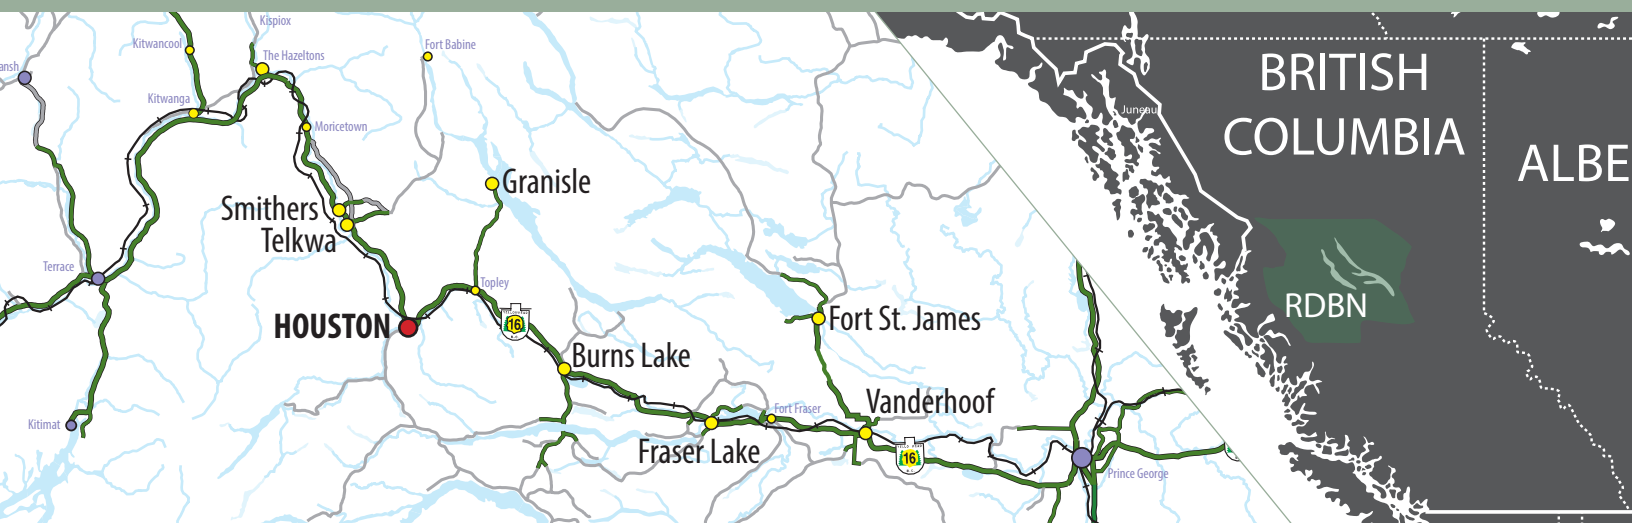 Kispiox
Kitwancool
The Hazeltons
Fort Babine
ansh
Kitwanga
Moricetown
Granisle
Smithers
Telkwa
Terrace
Topley
16
HOUSTON
Fort St. James
Burns Lake
Vanderhoof
Fort Fraser
Kitimat
Fraser Lake
16
Prince George
BRITISH
COLUMBIA
Juneau
ALBE
RDBN